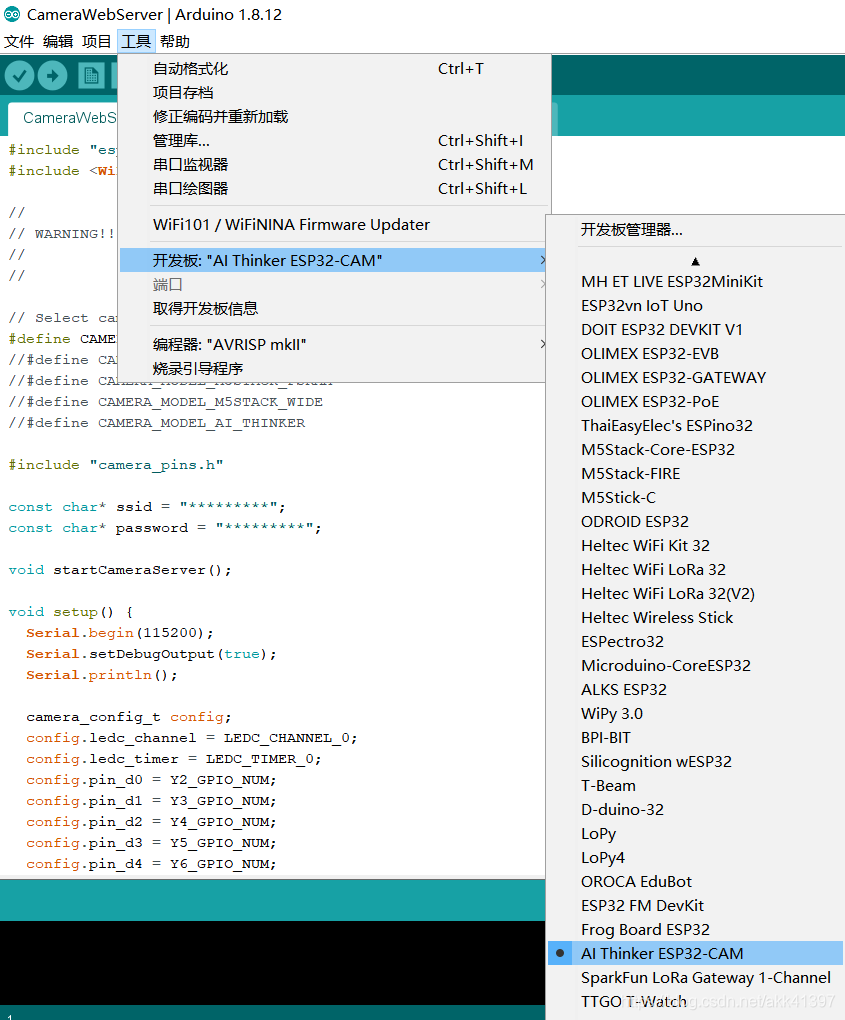 CameraWebServer | Arduino 1.8.12
文件 编辑 项目 工具 帮助
自动格式化 Ctrl+T
项目存档
修正编码并重新加载
管理库... Ctrl+Shift+I
串口监视器 Ctrl+Shift+M
串口绘图器 Ctrl+Shift+L
WiFi101 / WiFiNINA Firmware Updater
开发板: "AI Thinker ESP32-CAM"
端口
取得开发板信息
编程器: "AVRISP mkII"
烧录引导程序
CameraWebS
#include "esp
#include <Wi
//
// WARNING!!
//
//
// Select ca
#define CAME
//#define CA
//#define
//#define CAMERA_MODEL_M5STACK_WIDE
//#define CAMERA_MODEL_AI_THINKER
#include "camera_pins.h"
const char* ssid = "*********";
const char* password = "*********";
void startCameraServer();
void setup() {
Serial.begin(115200);
Serial.setDebugOutput(true);
Serial.println();
camera_config_t config;
config.ledc_channel = LEDC_CHANNEL_0;
config.ledc_timer = LEDC_TIMER_0;
config.pin_d0 = Y2_GPIO_NUM;
config.pin_d1 = Y3_GPIO_NUM;
config.pin_d2 = Y4_GPIO_NUM;
config.pin_d3 = Y5_GPIO_NUM;
config.pin_d4 = Y6_GPIO_NUM;
1
开发板管理器...
MH ET LIVE ESP32MiniKit
ESP32vn IoT Uno
DOIT ESP32 DEVKIT V1
OLIMEX ESP32-EVB
OLIMEX ESP32-GATEWAY
OLIMEX ESP32-PoE
ThaiEasyElec's ESPino32
M5Stack-Core-ESP32
M5Stack-FIRE
M5Stick-C
ODROID ESP32
Heltec WiFi Kit 32
Heltec WiFi LoRa 32
Heltec WiFi LoRa 32(V2)
Heltec Wireless Stick
ESPectro32
Microduino-CoreESP32
ALKS ESP32
WiPy 3.0
BPI-BIT
Silicognition wESP32
T-Beam
D-duino-32
LoPy
LoPy4
OROCA EduBot
ESP32 FM DevKit
Frog Board ESP32
AI Thinker ESP32-CAM
SparkFun LoRa Gateway 1-Channel
TTGO T-Watch